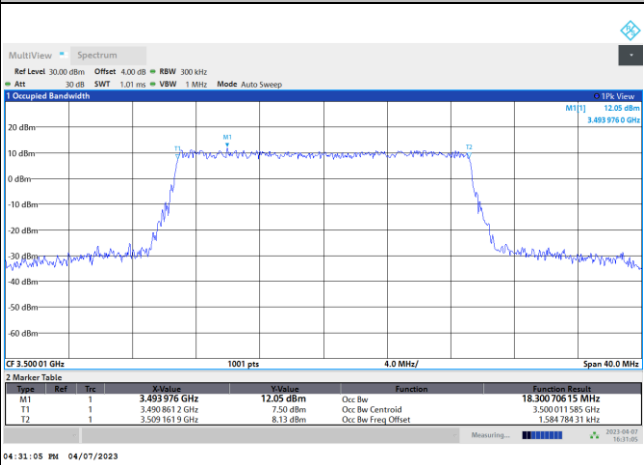 MultiView Spectrum
Ref Level 30.00 dBm Offset 4.00 dB RBW 300 kHz
Att 30 dB SWT 1.01 ms VBW 1 MHz Mode Auto Sweep
1 Occupied Bandwidth 1Pk View
M1[1] 12.05 dBm
3.493 976 0 GHz
20 dBm
M1
T1 T2
10 dBm
0 dBm
-10 dBm
-20 dBm
-30 dBm
-40 dBm
-50 dBm
-60 dBm
CF 3.500 01 GHz 1001 pts 4.0 MHz/ Span 40.0 MHz
2 Marker Table
Type Ref Trc X-Value Y-Value Function Function Result
M1 1 3.493 976 GHz 12.05 dBm Occ Bw 18.300 706 15 MHz
T1 1 3.490 861 2 GHz 7.50 dBm Occ Bw Centroid 3.500 011 585 GHz
T2 1 3.509 161 9 GHz 8.13 dBm Occ Bw Freq Offset 1.584 784 31 kHz
Measuring... 2023-04-07
16:31:05
04:31:05 PM 04/07/2023